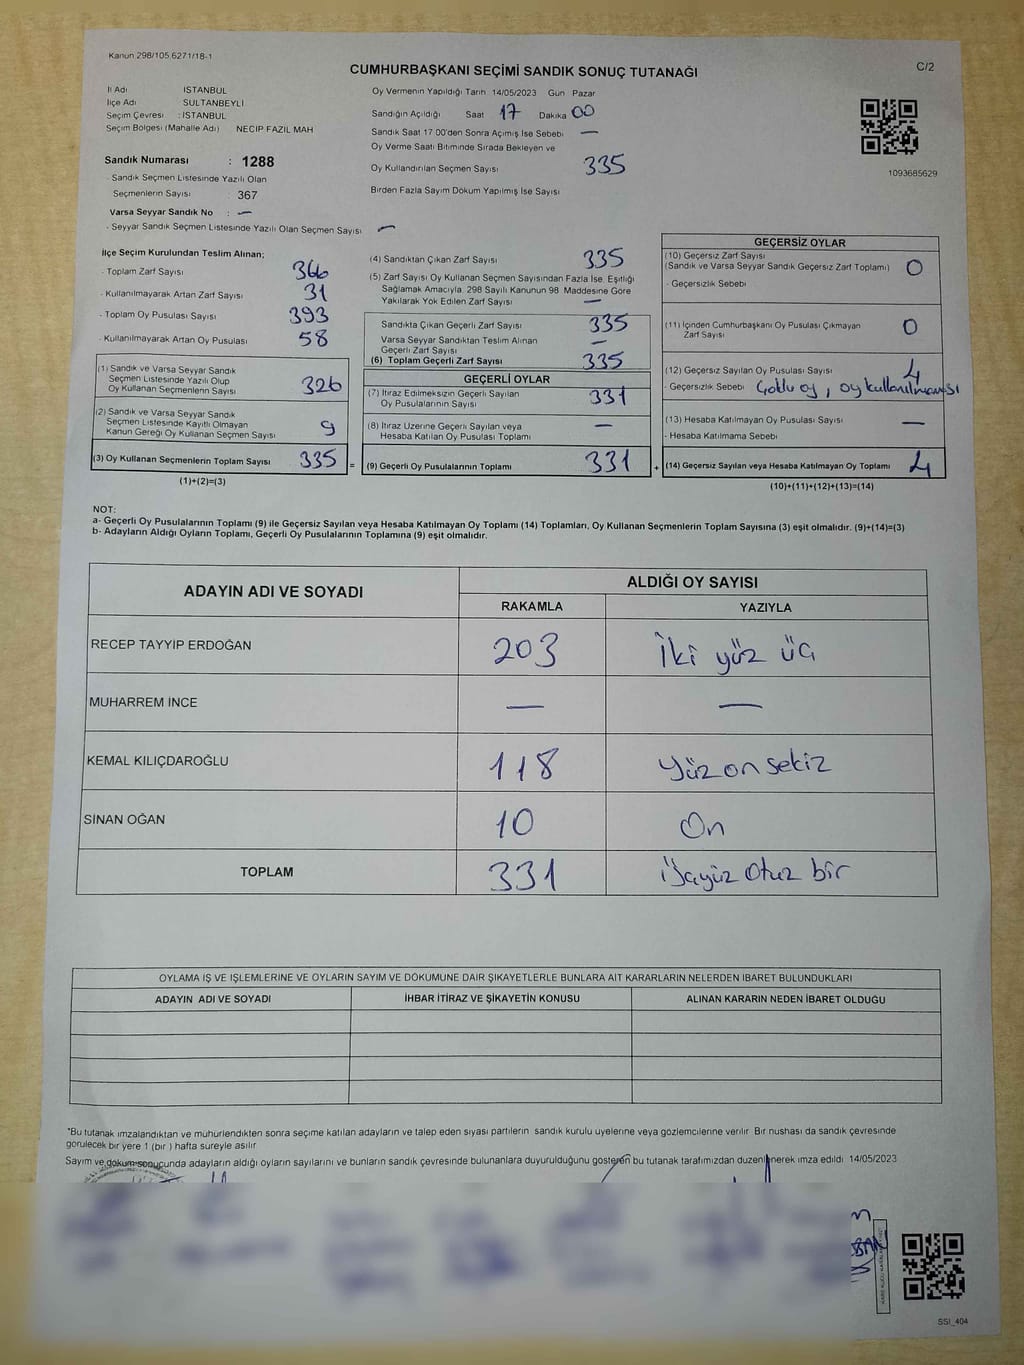 Kanun 298/105 6271/18-1
CUMHURBAŞKANI SEÇİMİ SANDIK SONUÇ TUTANAĞI
C/2
İl Adı ISTANBUL
İlçe Adı SULTANBEYLİ
Seçim Çevresi : ISTANBUL
Seçim Bölgesi (Mahalle Adı) NECIP FAZIL MAH
Sandık Numarası : 1288
- Sandık Seçmen Listesinde Yazılı Olan
Seçmenlerin Sayısı : 367
Varsa Seyyar Sandık No : —
- Seyyar Sandık Seçmen Listesinde Yazılı Olan Seçmen Sayısı —
Oy Vermenin Yapıldığı Tarih 14/05/2023 Gün Pazar
Sandığın Açıldığı Saat 17 Dakika 00
Sandık Saat 17 00'den Sonra Açımış İse Sebebi —
Oy Verme Saati Bitiminde Sırada Bekleyen ve
Oy Kullandırılan Seçmen Sayısı 335
Birden Fazla Sayım Döküm Yapılmış İse Sayısı
1093685629
İlçe Seçim Kurulundan Teslim Alınan;
- Toplam Zarf Sayısı 366
- Kullanılmayarak Artan Zarf Sayısı 31
- Toplam Oy Pusulası Sayısı 393
- Kullanılmayarak Artan Oy Pusulası 58
(1) Sandık ve Varsa Seyyar Sandık
Seçmen Listesinde Yazılı Olup
Oy Kullanan Seçmenlerin Sayısı 326
(2) Sandık ve Varsa Seyyar Sandık
Seçmen Listesinde Kayıtlı Olmayan
Kanun Gereği Oy Kullanan Seçmen Sayısı 9
(3) Oy Kullanan Seçmenlerin Toplam Sayısı 335 =
(1)+(2)=(3)
(4) Sandıktan Çıkan Zarf Sayısı 335
(5) Zarf Sayısı Oy Kullanan Seçmen Sayısından Fazla İse, Eşitliği
Sağlamak Amacıyla, 298 Sayılı Kanunun 98 Maddesine Göre
Yakılarak Yok Edilen Zarf Sayısı —
Sandıkta Çıkan Geçerli Zarf Sayısı 335
Varsa Seyyar Sandıktan Teslim Alınan
Geçerli Zarf Sayısı —
(6) Toplam Geçerli Zarf Sayısı 335
GEÇERLİ OYLAR
(7) İtiraz Edilmeksizin Geçerli Sayılan
Oy Pusulalarının Sayısı 331
(8) İtiraz Üzerine Geçerli Sayılan veya
Hesaba Katılan Oy Pusulası Toplamı —
(9) Geçerli Oy Pusulalarının Toplamı 331 +
GEÇERSİZ OYLAR
(10) Geçersiz Zarf Sayısı
(Sandık ve Varsa Seyyar Sandık Geçersiz Zarf Toplamı) 0
- Geçersizlik Sebebi
(11) İçinden Cumhurbaşkanı Oy Pusulası Çıkmayan
Zarf Sayısı 0
(12) Geçersiz Sayılan Oy Pusulası Sayısı 4
- Geçersizlik Sebebi Çoklu oy, oy kullanılmaması
(13) Hesaba Katılmayan Oy Pusulası Sayısı —
- Hesaba Katılmama Sebebi
(14) Geçersiz Sayılan veya Hesaba Katılmayan Oy Toplamı 4
(10)+(11)+(12)+(13)=(14)
NOT:
a- Geçerli Oy Pusulalarının Toplamı (9) ile Geçersiz Sayılan veya Hesaba Katılmayan Oy Toplamı (14) Toplamları, Oy Kullanan Seçmenlerin Toplam Sayısına (3) eşit olmalıdır. (9)+(14)=(3)
b- Adayların Aldığı Oyların Toplamı, Geçerli Oy Pusulalarının Toplamına (9) eşit olmalıdır.
ADAYIN ADI VE SOYADI
ALDIĞI OY SAYISI
RAKAMLA YAZIYLA
RECEP TAYYİP ERDOĞAN 203 İki yüz üç
MUHARREM İNCE — —
KEMAL KILIÇDAROĞLU 118 Yüz on sekiz
SİNAN OĞAN 10 On
TOPLAM 331 üçyüz otuz bir
OYLAMA İŞ VE İŞLEMLERİNE VE OYLARIN SAYIM VE DÖKÜMÜNE DAİR ŞİKAYETLERLE BUNLARA AİT KARARLARIN NELERDEN İBARET BULUNDUKLARI
ADAYIN ADI VE SOYADI İHBAR İTİRAZ VE ŞİKAYETİN KONUSU ALINAN KARARIN NEDEN İBARET OLDUĞU
*Bu tutanak imzalandıktan ve mühürlendikten sonra seçime katılan adayların ve talep eden siyasi partilerin sandık kurulu üyelerine veya gözlemcilerine verilir Bir nushası da sandık çevresinde
görülecek bir yere 1 (bir) hafta süreyle asılır
Sayım ve döküm sonucunda adayların aldığı oyların sayılarını ve bunların sandık çevresinde bulunanlara duyurulduğunu gösteren bu tutanak tarafımızdan düzenlenerek imza edildi 14/05/2023
SSI_404